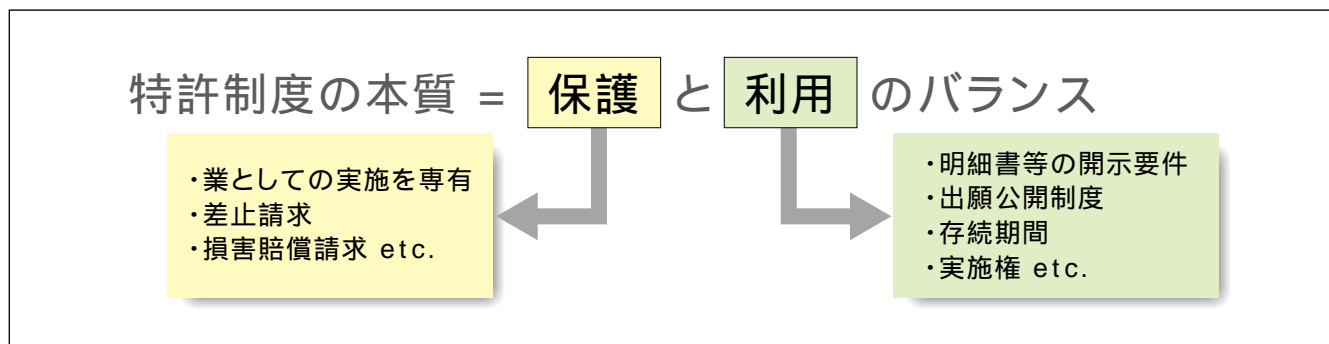 特許制度の本質 = 保護 と 利用 のバランス
・業としての実施を専有
・差止請求
・損害賠償請求 etc.
・明細書等の開示要件
・出願公開制度
・存続期間
・実施権 etc.